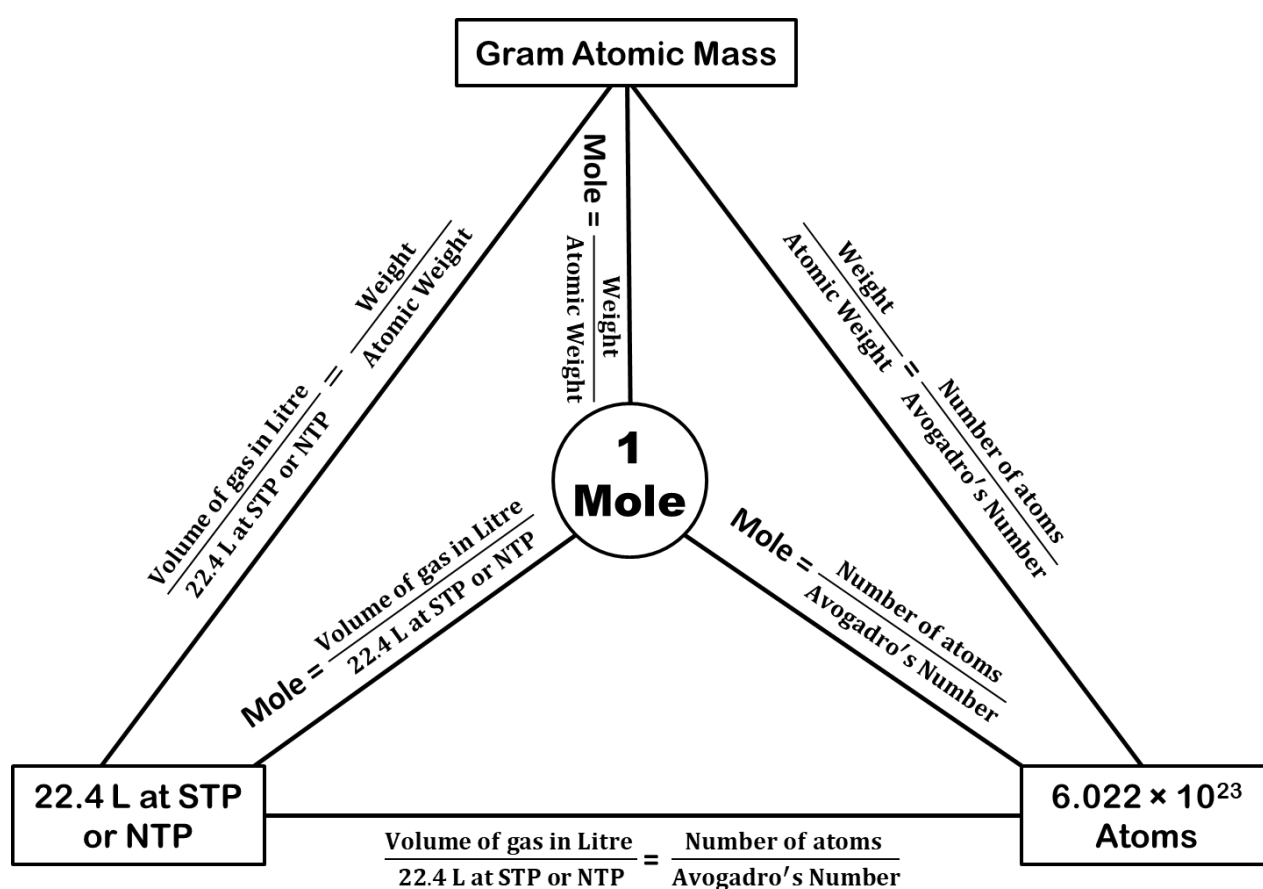 Gram Atomic Mass
Mole = Weight / Atomic Weight
Volume of gas in Litre / 22.4 L at STP or NTP = Weight / Atomic Weight
Weight / Atomic Weight = Number of atoms / Avogadro's Number
1
Mole
Mole = Volume of gas in Litre / 22.4 L at STP or NTP
Mole = Number of atoms / Avogadro's Number
22.4 L at STP
or NTP
6.022 × 10²³
Atoms
Volume of gas in Litre / 22.4 L at STP or NTP = Number of atoms / Avogadro's Number